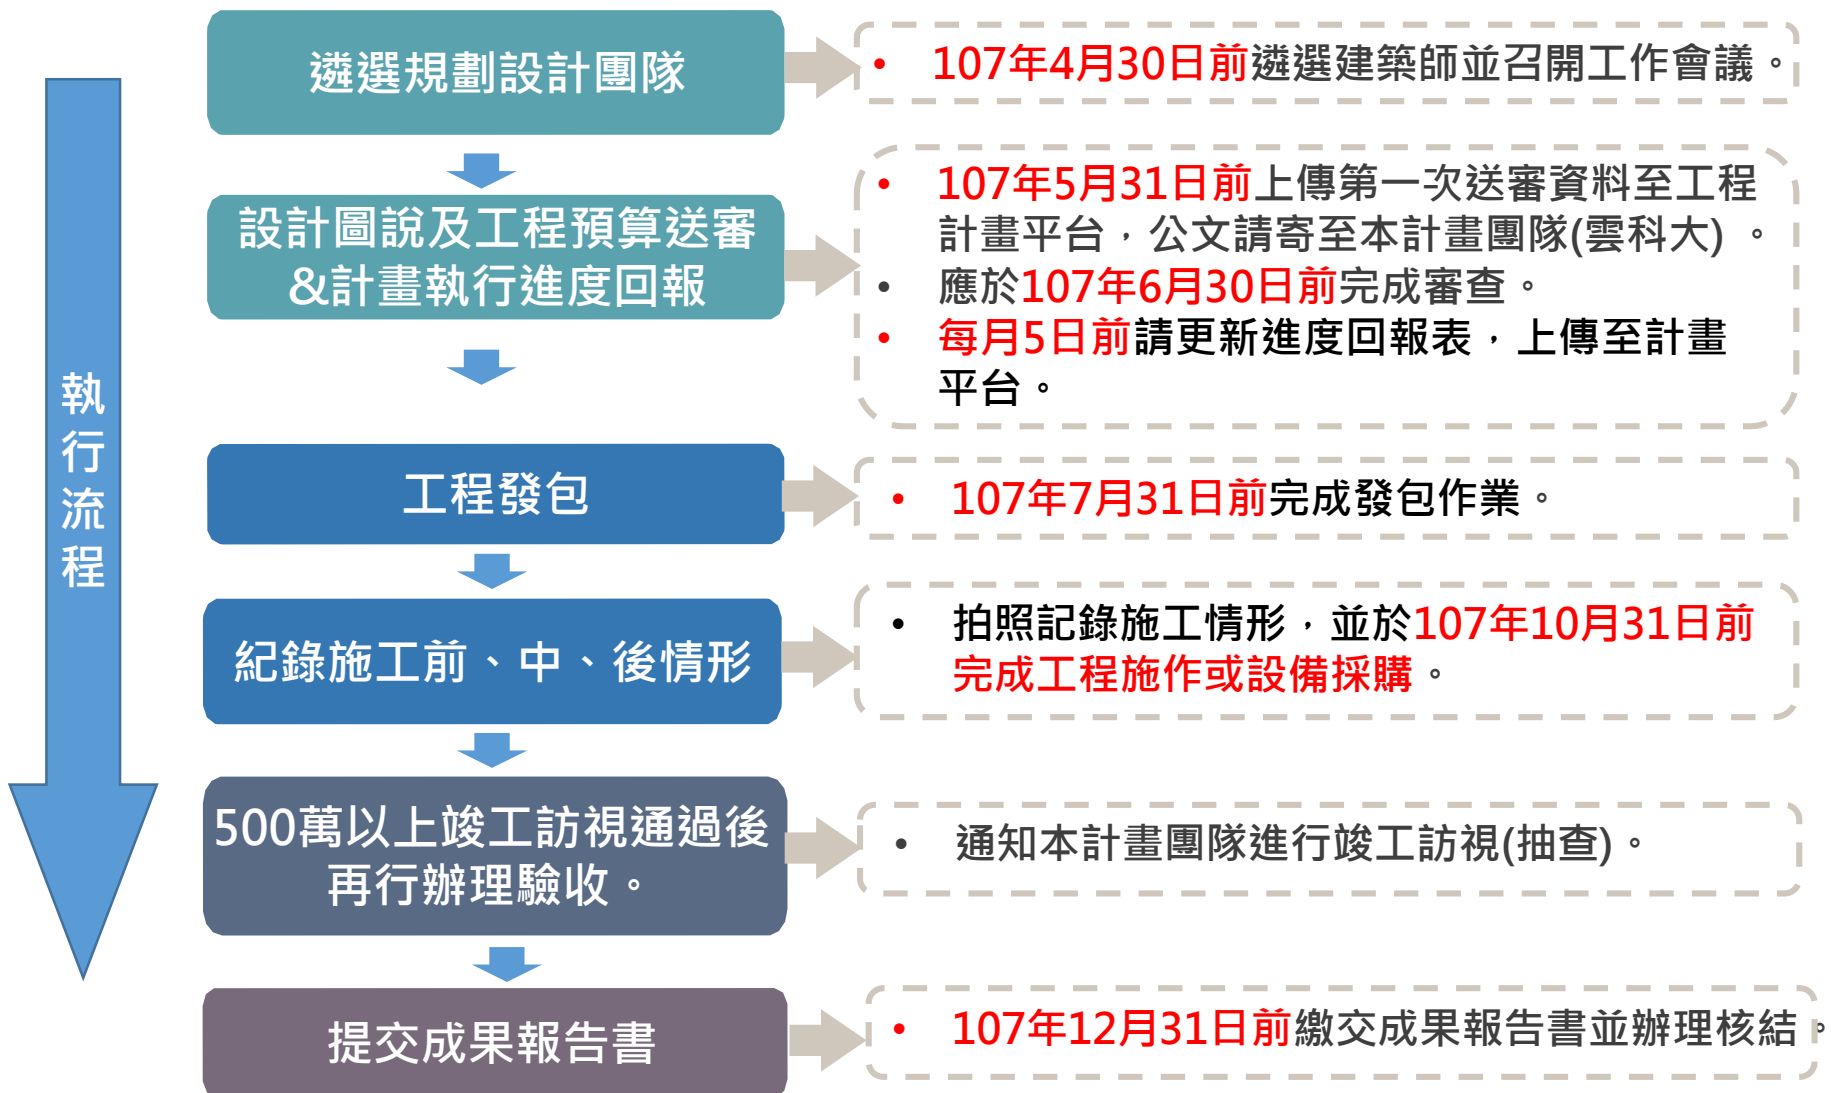 執行流程
遴選規劃設計團隊
• 107年4月30日前遴選建築師並召開工作會議。
設計圖說及工程預算送審
&計畫執行進度回報
• 107年5月31日前上傳第一次送審資料至工程
計畫平台，公文請寄至本計畫團隊(雲科大) 。
• 應於107年6月30日前完成審查。
• 每月5日前請更新進度回報表，上傳至計畫
平台。
工程發包
• 107年7月31日前完成發包作業。
紀錄施工前、中、後情形
• 拍照記錄施工情形，並於107年10月31日前
完成工程施作或設備採購。
500萬以上竣工訪視通過後
再行辦理驗收。
• 通知本計畫團隊進行竣工訪視(抽查)。
提交成果報告書
• 107年12月31日前繳交成果報告書並辦理核結。